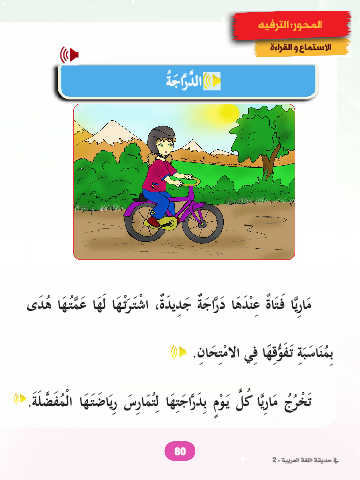 المحور: الترفيه
الاستماع و القراءة
الدَّرَّاجَةُ
مَارِيَّا فَتَاةٌ عِنْدَهَا دَرَّاجَةٌ جَدِيدَةٌ، اشْتَرَتْهَا لَهَا عَمَّتُهَا هُدَى
بِمُنَاسَبَةِ تَفَوُّقِهَا فِي الامْتِحَانِ.
تَخْرُجُ مَارِيَّا كُلَّ يَوْمٍ بِدَرَّاجَتِهَا لِتُمَارِسَ رِيَاضَتَهَا الْمُفَضَّلَةَ.
80
في حديقة اللغة العربية - 2